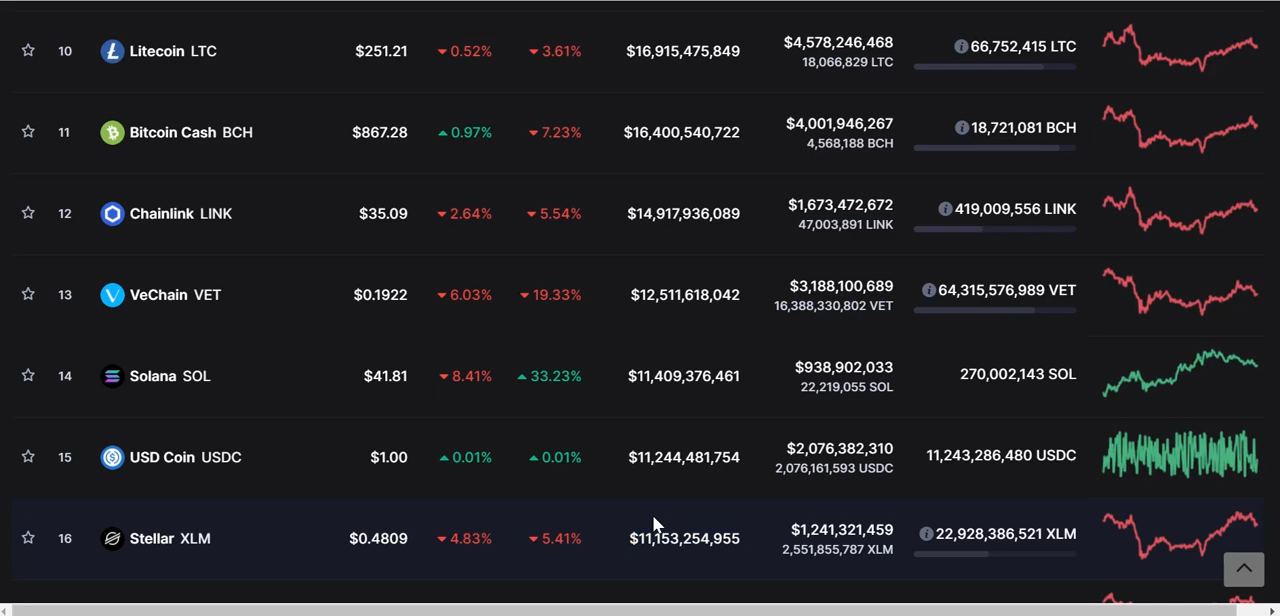 10 Litecoin LTC $251.21 0.52% 3.61% $16,915,475,849 $4,578,246,468 66,752,415 LTC
18,066,829 LTC
11 Bitcoin Cash BCH $867.28 0.97% 7.23% $16,400,540,722 $4,001,946,267 18,721,081 BCH
4,568,188 BCH
12 Chainlink LINK $35.09 2.64% 5.54% $14,917,936,089 $1,673,472,672 419,009,556 LINK
47,003,891 LINK
13 VeChain VET $0.1922 6.03% 19.33% $12,511,618,042 $3,188,100,689 64,315,576,989 VET
16,388,330,802 VET
14 Solana SOL $41.81 8.41% 33.23% $11,409,376,461 $938,902,033 270,002,143 SOL
22,219,055 SOL
15 USD Coin USDC $1.00 0.01% 0.01% $11,244,481,754 $2,076,382,310 11,243,286,480 USDC
2,076,161,593 USDC
16 Stellar XLM $0.4809 4.83% 5.41% $11,153,254,955 $1,241,321,459 22,928,386,521 XLM
2,551,855,787 XLM